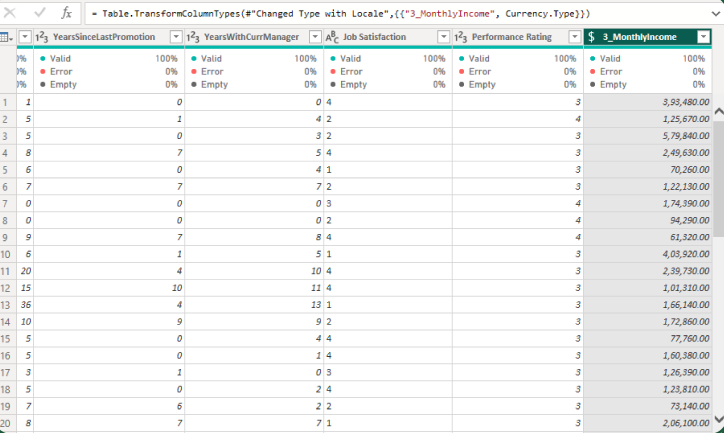 fx = Table.TransformColumnTypes(#"Changed Type with Locale",{{"3_MonthlyIncome", Currency.Type}})
1²3 YearsSinceLastPromotion 1²3 YearsWithCurrManager ABC Job Satisfaction 1²3 Performance Rating $ 3_MonthlyIncome
0% Valid 100% Valid 100% Valid 100% Valid 100% Valid 100%
0% Error 0% Error 0% Error 0% Error 0% Error 0%
0% Empty 0% Empty 0% Empty 0% Empty 0% Empty 0%
1 1 0 0 4 3 3,93,480.00
2 5 1 4 2 4 1,25,670.00
3 5 0 3 2 3 5,79,840.00
4 8 7 5 4 3 2,49,630.00
5 6 0 4 1 3 70,260.00
6 7 7 7 2 3 1,22,130.00
7 0 0 0 3 4 1,74,390.00
8 0 0 0 2 4 94,290.00
9 9 7 8 4 4 61,320.00
10 6 1 5 1 3 4,03,920.00
11 20 4 10 4 3 2,39,730.00
12 15 10 11 4 3 1,01,310.00
13 36 4 13 1 3 1,66,140.00
14 10 9 9 2 3 1,72,860.00
15 5 0 4 4 3 77,760.00
16 5 0 1 4 3 1,60,380.00
17 3 1 0 3 3 1,26,390.00
18 5 0 2 4 3 1,23,810.00
19 7 6 2 2 3 73,140.00
20 8 7 7 1 3 2,06,100.00